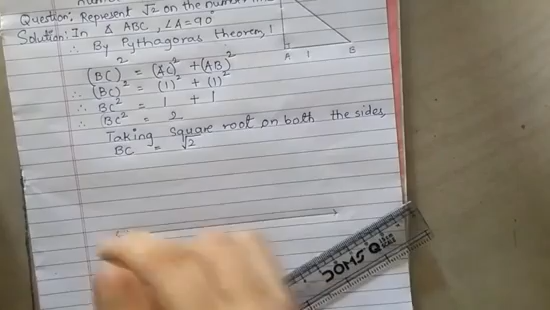 Question: Represent √2 on the number
Solution: In Δ ABC, ∠A = 90°
∴ By Pythagoras theorem,
(BC)² = (AC)² + (AB)²
∴ (BC)² = (1)² + (1)²
∴ BC² = 1 + 1
∴ BC² = 2
Taking square root on both the sides,
BC = √2
A 1 B
JOMS